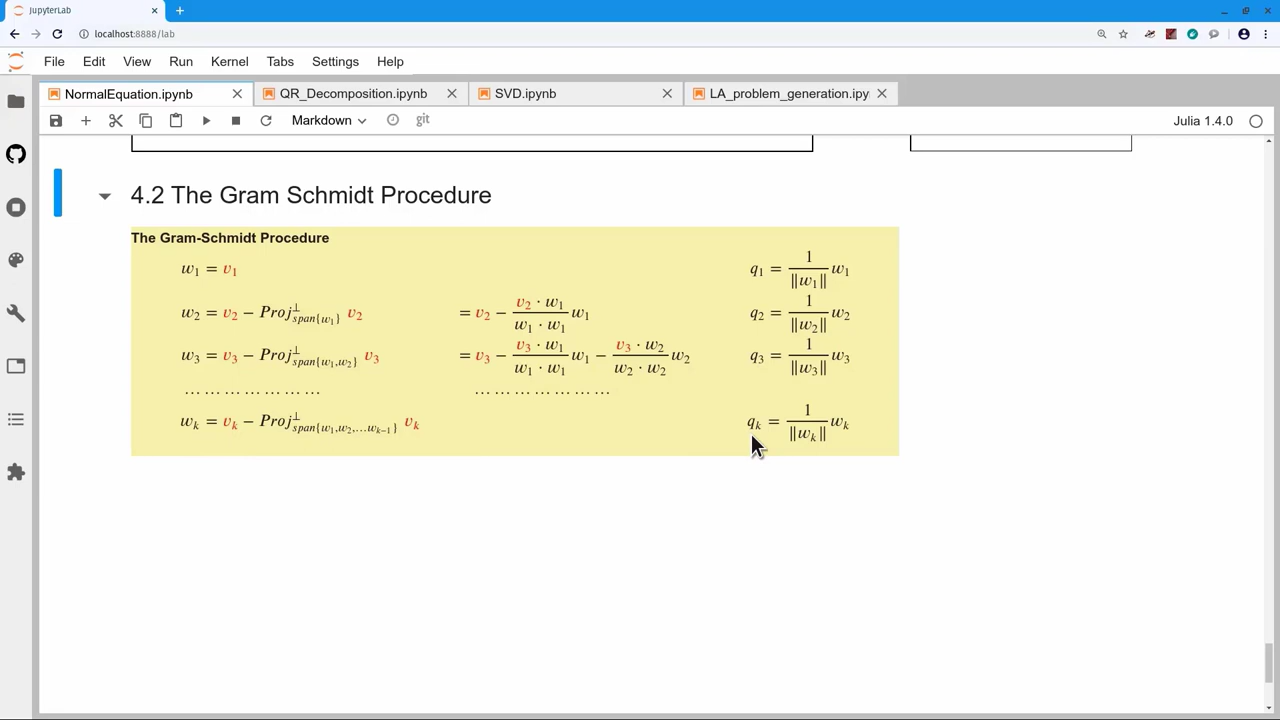 JupyterLab
localhost:8888/lab
File Edit View Run Kernel Tabs Settings Help
NormalEquation.ipynb QR_Decomposition.ipynb SVD.ipynb LA_problem_generation.ipy
Markdown git Julia 1.4.0
4.2 The Gram Schmidt Procedure
The Gram-Schmidt Procedure
w₁ = v₁ q₁ = 1/‖w₁‖ w₁
w₂ = v₂ − Proj⊥span{w₁} v₂ = v₂ − (v₂ · w₁)/(w₁ · w₁) w₁ q₂ = 1/‖w₂‖ w₂
w₃ = v₃ − Proj⊥span{w₁,w₂} v₃ = v₃ − (v₃ · w₁)/(w₁ · w₁) w₁ − (v₃ · w₂)/(w₂ · w₂) w₂ q₃ = 1/‖w₃‖ w₃
… … … … … … … … … … … … … …
wₖ = vₖ − Proj⊥span{w₁,w₂,…wₖ₋₁} vₖ qₖ = 1/‖wₖ‖ wₖ